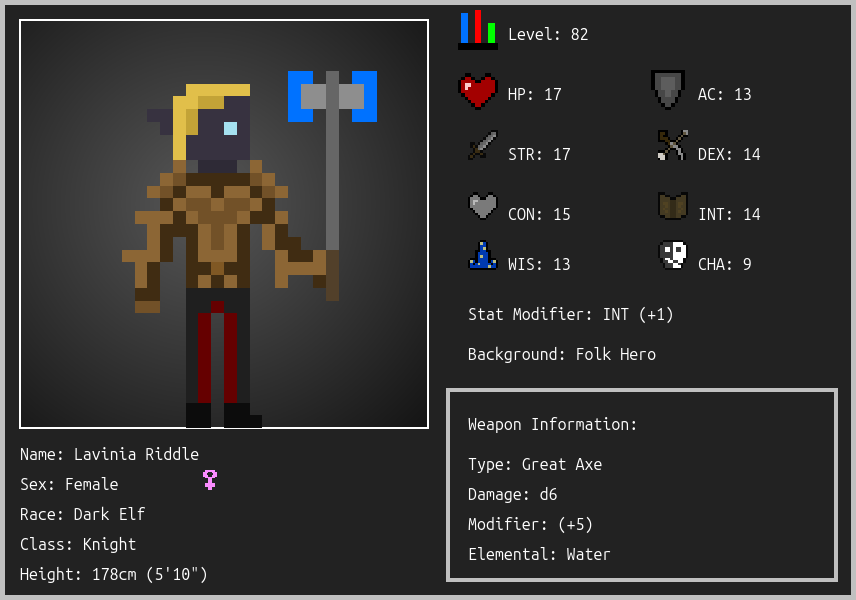 Level: 82
HP: 17
AC: 13
STR: 17
DEX: 14
CON: 15
INT: 14
WIS: 13
CHA: 9
Stat Modifier: INT (+1)
Background: Folk Hero
Weapon Information:
Type: Great Axe
Damage: d6
Modifier: (+5)
Elemental: Water
Name: Lavinia Riddle
Sex: Female
Race: Dark Elf
Class: Knight
Height: 178cm (5'10")